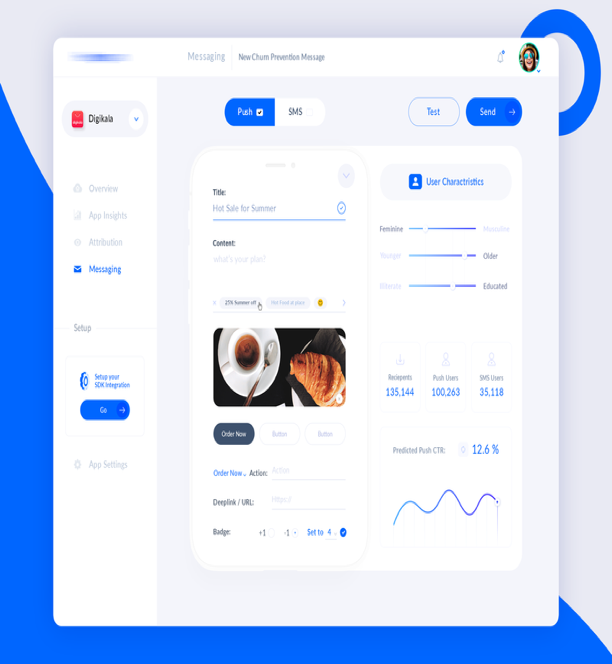 Messaging
New Churn Prevention Message
Push
SMS
Test
Send
Digikala
Overview
App Insights
Attribution
Messaging
Setup
Setup your
SDK Integration
Go
App Settings
Title:
Hot Sale for Summer
Content:
what's your plan?
25% Summer off
Hot Food at place
Order Now
Button
Button
Order Now
Action:
Action
Deeplink / URL:
Https:/
Badge:
+1
-1
Set to
4
User Charactristics
Feminine
Masculine
Younger
Older
Illiterate
Educated
Reciepents
Push Users
SMS Users
135,144
100,263
35,118
Predicted Push CTR:
12.6 %